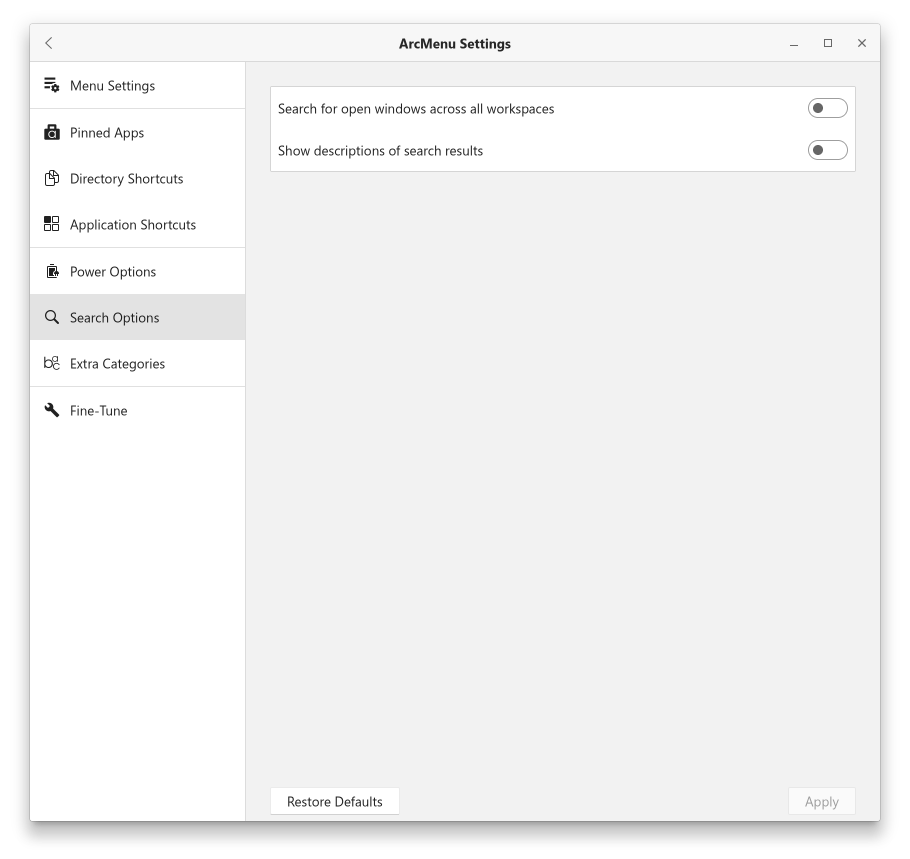 ArcMenu Settings
Menu Settings
Pinned Apps
Directory Shortcuts
Application Shortcuts
Power Options
Search Options
Extra Categories
Fine-Tune
Search for open windows across all workspaces
Show descriptions of search results
Restore Defaults
Apply